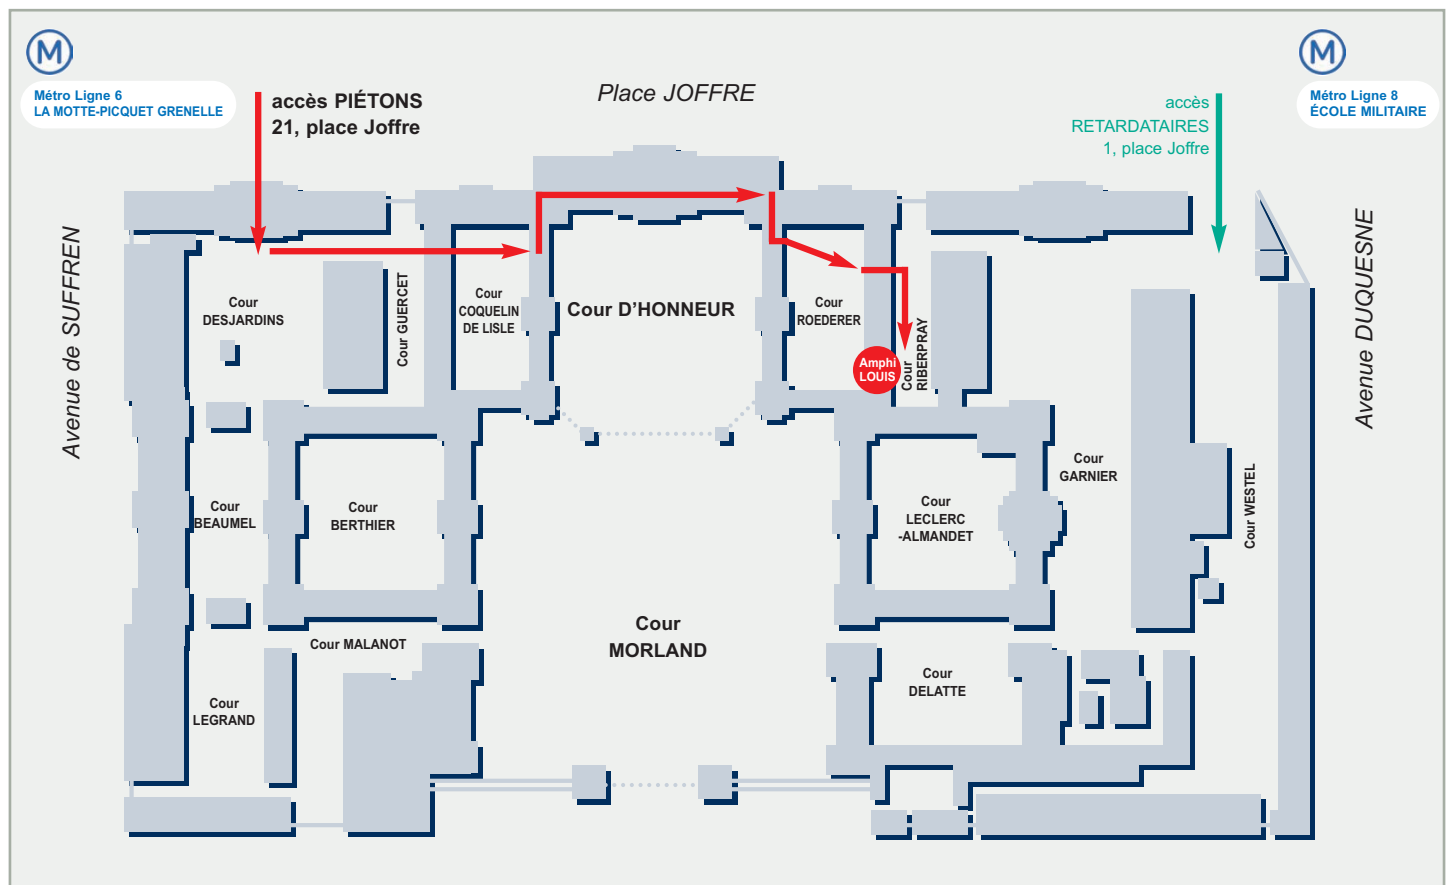 M
Métro Ligne 6
LA MOTTE-PICQUET GRENELLE
accès PIÉTONS
21, place Joffre
Place JOFFRE
accès
RETARDATAIRES
1, place Joffre
M
Métro Ligne 8
ÉCOLE MILITAIRE
Avenue de SUFFREN
Avenue DUQUESNE
Cour
DESJARDINS
Cour GUERCET
Cour
COQUELIN
DE LISLE
Cour D’HONNEUR
Cour
ROEDERER
Amphi
LOUIS
Cour
RIBERPRAY
Cour
BEAUMEL
Cour
BERTHIER
Cour
LECLERC
-ALMANDET
Cour
GARNIER
Cour WESTEL
Cour MALANOT
Cour
MORLAND
Cour
LEGRAND
Cour
DELATTE